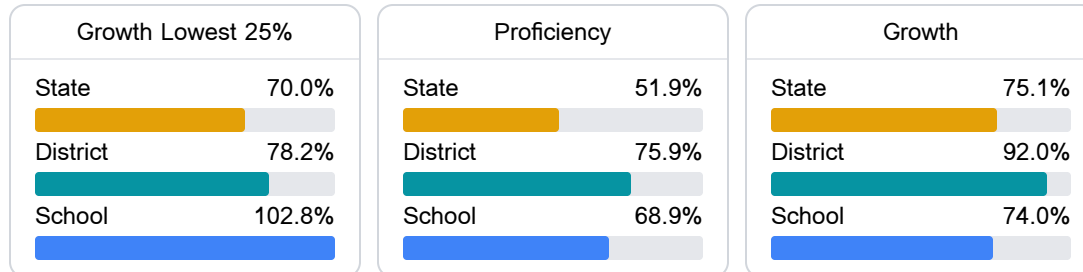 Growth Lowest 25%
State 70.0%
District 78.2%
School 102.8%
Proficiency
State 51.9%
District 75.9%
School 68.9%
Growth
State 75.1%
District 92.0%
School 74.0%